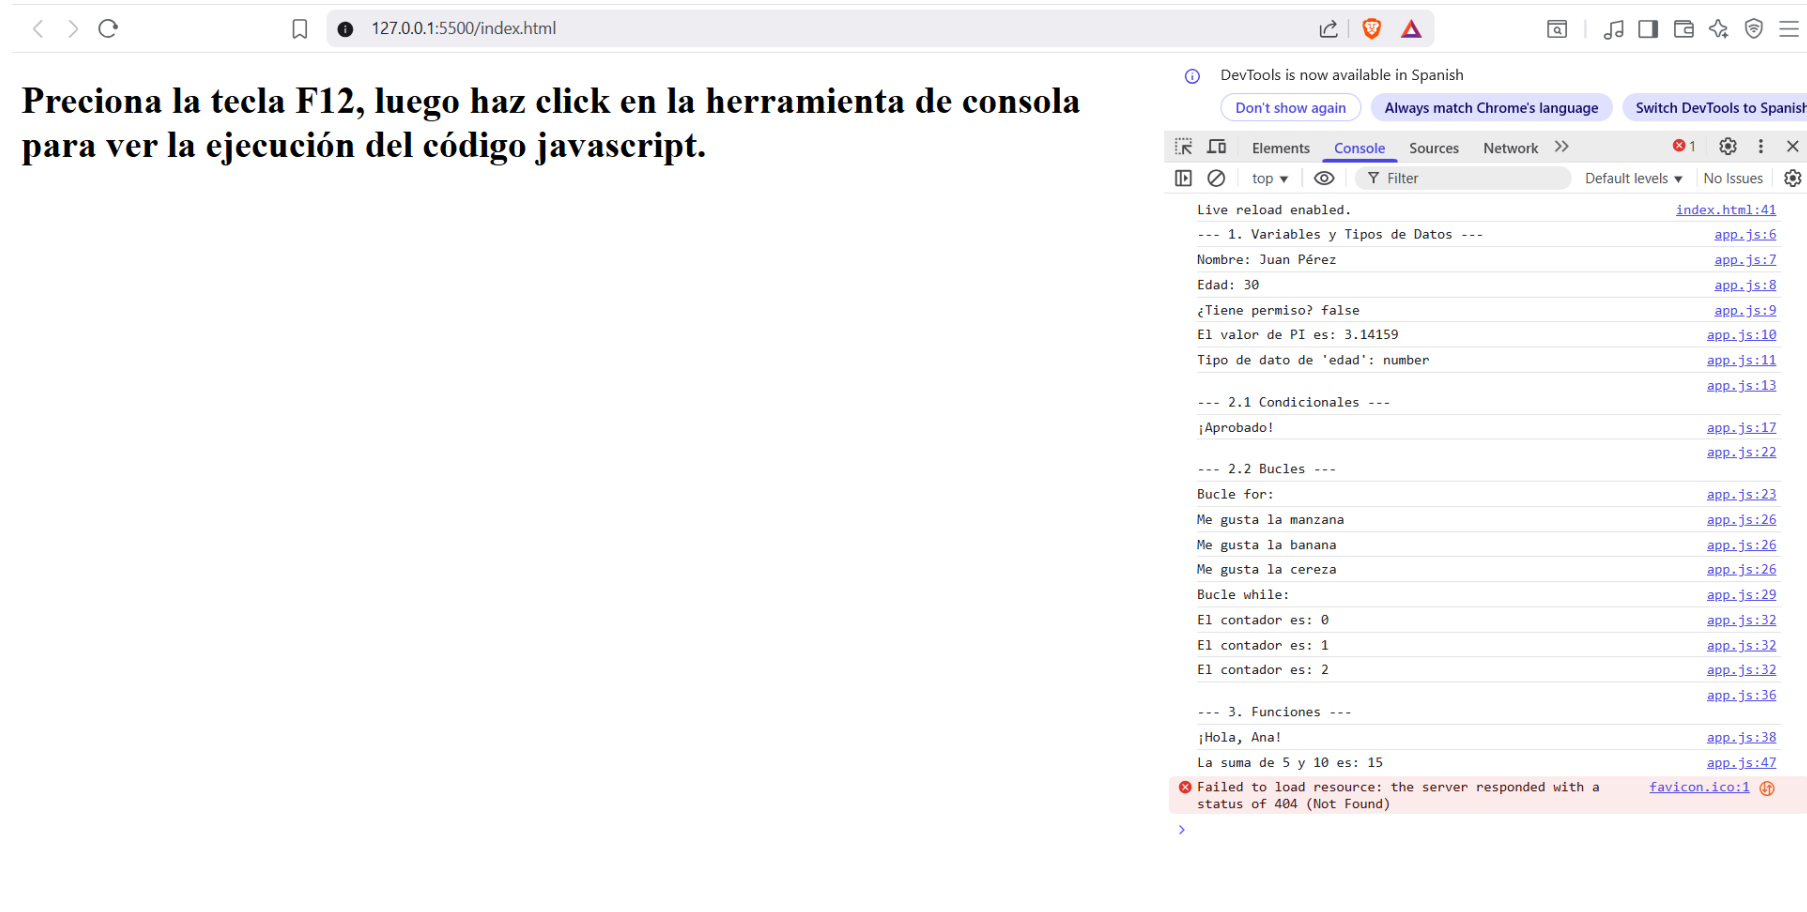 127.0.0.1:5500/index.html
Preciona la tecla F12, luego haz click en la herramienta de consola
para ver la ejecución del código javascript.
DevTools is now available in Spanish
Don't show again
Always match Chrome's language
Switch DevTools to Spanish
Elements
Console
Sources
Network
1
top
Filter
Default levels
No Issues
Live reload enabled. index.html:41
--- 1. Variables y Tipos de Datos --- app.js:6
Nombre: Juan Pérez app.js:7
Edad: 30 app.js:8
¿Tiene permiso? false app.js:9
El valor de PI es: 3.14159 app.js:10
Tipo de dato de 'edad': number app.js:11
app.js:13
--- 2.1 Condicionales ---
¡Aprobado! app.js:17
app.js:22
--- 2.2 Bucles ---
Bucle for: app.js:23
Me gusta la manzana app.js:26
Me gusta la banana app.js:26
Me gusta la cereza app.js:26
Bucle while: app.js:29
El contador es: 0 app.js:32
El contador es: 1 app.js:32
El contador es: 2 app.js:32
app.js:36
--- 3. Funciones ---
¡Hola, Ana! app.js:38
La suma de 5 y 10 es: 15 app.js:47
Failed to load resource: the server responded with a favicon.ico:1
status of 404 (Not Found)